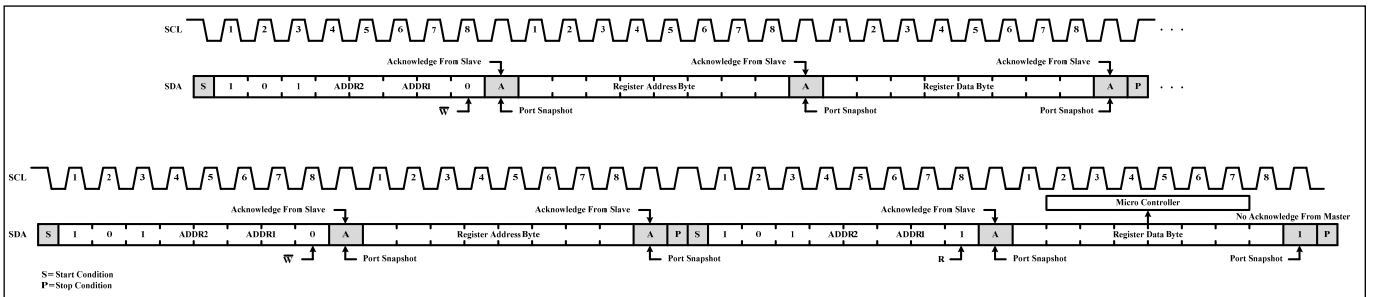 SCL 1 2 3 4 5 6 7 8 1 2 3 4 5 6 7 8 1 2 3 4 5 6 7 8 . . .
Acknowledge From Slave Acknowledge From Slave Acknowledge From Slave
SDA S 1 0 1 ADDR2 ADDR1 0 A Register Address Byte A Register Data Byte A P . . .
W Port Snapshot Port Snapshot Port Snapshot
SCL 1 2 3 4 5 6 7 8 1 2 3 4 5 6 7 8 1 2 3 4 5 6 7 8 1 2 3 4 5 6 7 8
Micro Controller
Acknowledge From Slave Acknowledge From Slave Acknowledge From Slave No Acknowledge From Master
SDA S 1 0 1 ADDR2 ADDR1 0 A Register Address Byte A P S 1 0 1 ADDR2 ADDR1 1 A Register Data Byte 1 P
W Port Snapshot Port Snapshot R Port Snapshot Port Snapshot
S=Start Condition
P=Stop Condition